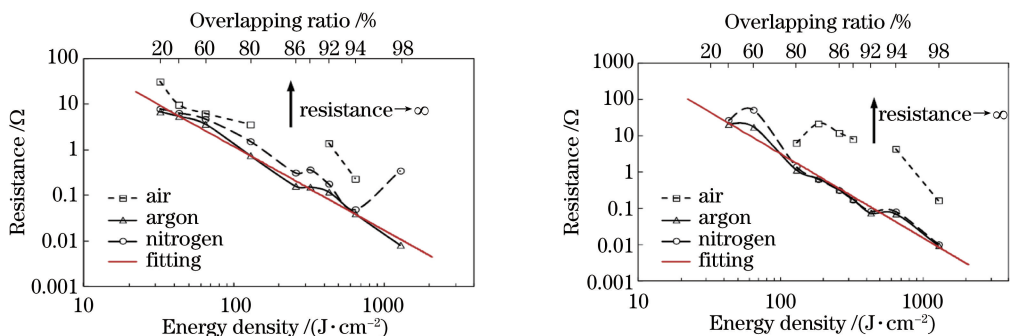 Overlapping ratio /%
20 60 80 86 92 94 98
100
10
1
0.1
0.01
0.001
Resistance /Ω
resistance→∞
air
argon
nitrogen
fitting
10 100 1000
Energy density /(J·cm⁻²)
Overlapping ratio /%
20 60 80 86 92 94 98
1000
100
10
1
0.1
0.01
0.001
Resistance /Ω
resistance→∞
air
argon
nitrogen
fitting
10 100 1000
Energy density /(J·cm⁻²)